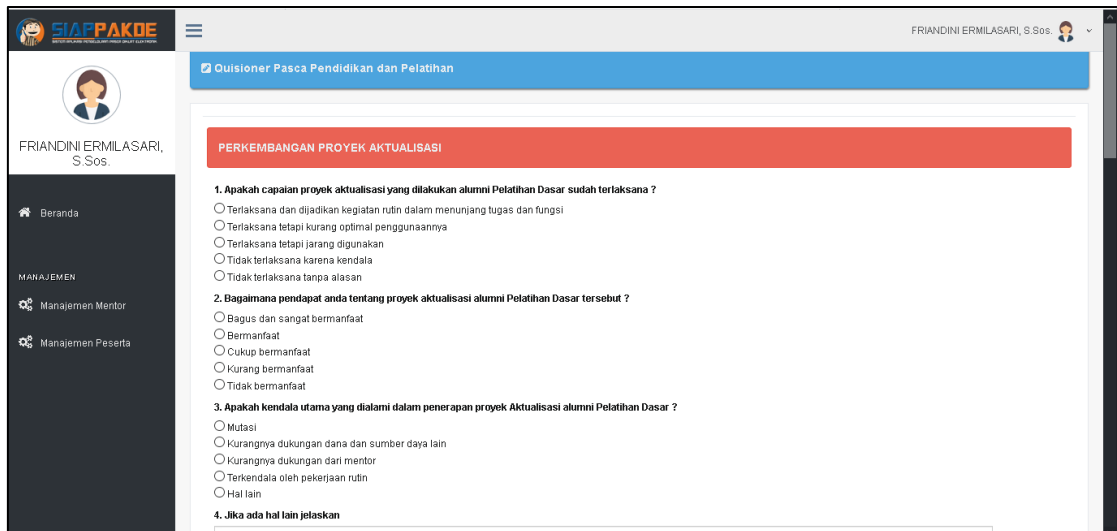 SIAPPAKDE
FRIANDINI ERMILASARI, S.Sos.
FRIANDINI ERMILASARI,
S.Sos.
Beranda
MANAJEMEN
Manajemen Mentor
Manajemen Peserta
Quisioner Pasca Pendidikan dan Pelatihan
PERKEMBANGAN PROYEK AKTUALISASI
1. Apakah capaian proyek aktualisasi yang dilakukan alumni Pelatihan Dasar sudah terlaksana ?
Terlaksana dan dijadikan kegiatan rutin dalam menunjang tugas dan fungsi
Terlaksana tetapi kurang optimal penggunaannya
Terlaksana tetapi jarang digunakan
Tidak terlaksana karena kendala
Tidak terlaksana tanpa alasan
2. Bagaimana pendapat anda tentang proyek aktualisasi alumni Pelatihan Dasar tersebut ?
Bagus dan sangat bermanfaat
Bermanfaat
Cukup bermanfaat
Kurang bermanfaat
Tidak bermanfaat
3. Apakah kendala utama yang dialami dalam penerapan proyek Aktualisasi alumni Pelatihan Dasar ?
Mutasi
Kurangnya dukungan dana dan sumber daya lain
Kurangnya dukungan dari mentor
Terkendala oleh pekerjaan rutin
Hal lain
4. Jika ada hal lain jelaskan